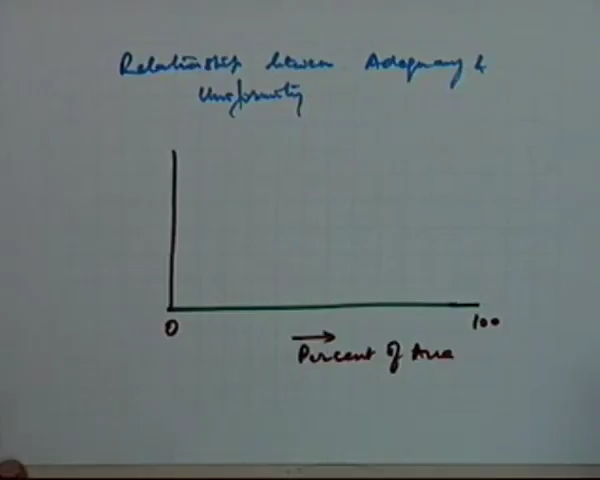 Relationship between Adequacy &
Uniformity
0
100
Percent of Area